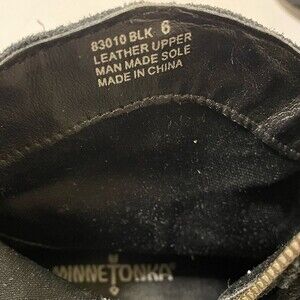 83010 BLK 6
LEATHER UPPER
MAN MADE SOLE
MADE IN CHINA
MINNETONKA